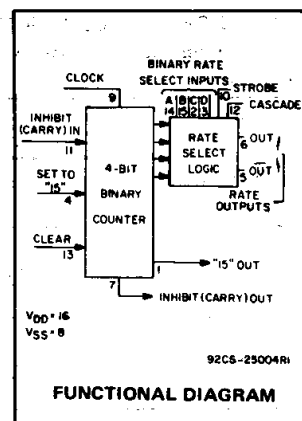 BINARY RATE
SELECT INPUTS
CLOCK
9
A B C D
14 15 2 3
10 STROBE
12 CASCADE
INHIBIT
(CARRY) IN
11
RATE
SELECT
LOGIC
6 OUT
5 OUT
RATE
OUTPUTS
SET TO
"15"
4
4-BIT
BINARY
COUNTER
CLEAR
13
1
"15" OUT
7
INHIBIT (CARRY) OUT
VDD = 16
VSS = 8
92CS-25004R1
FUNCTIONAL DIAGRAM